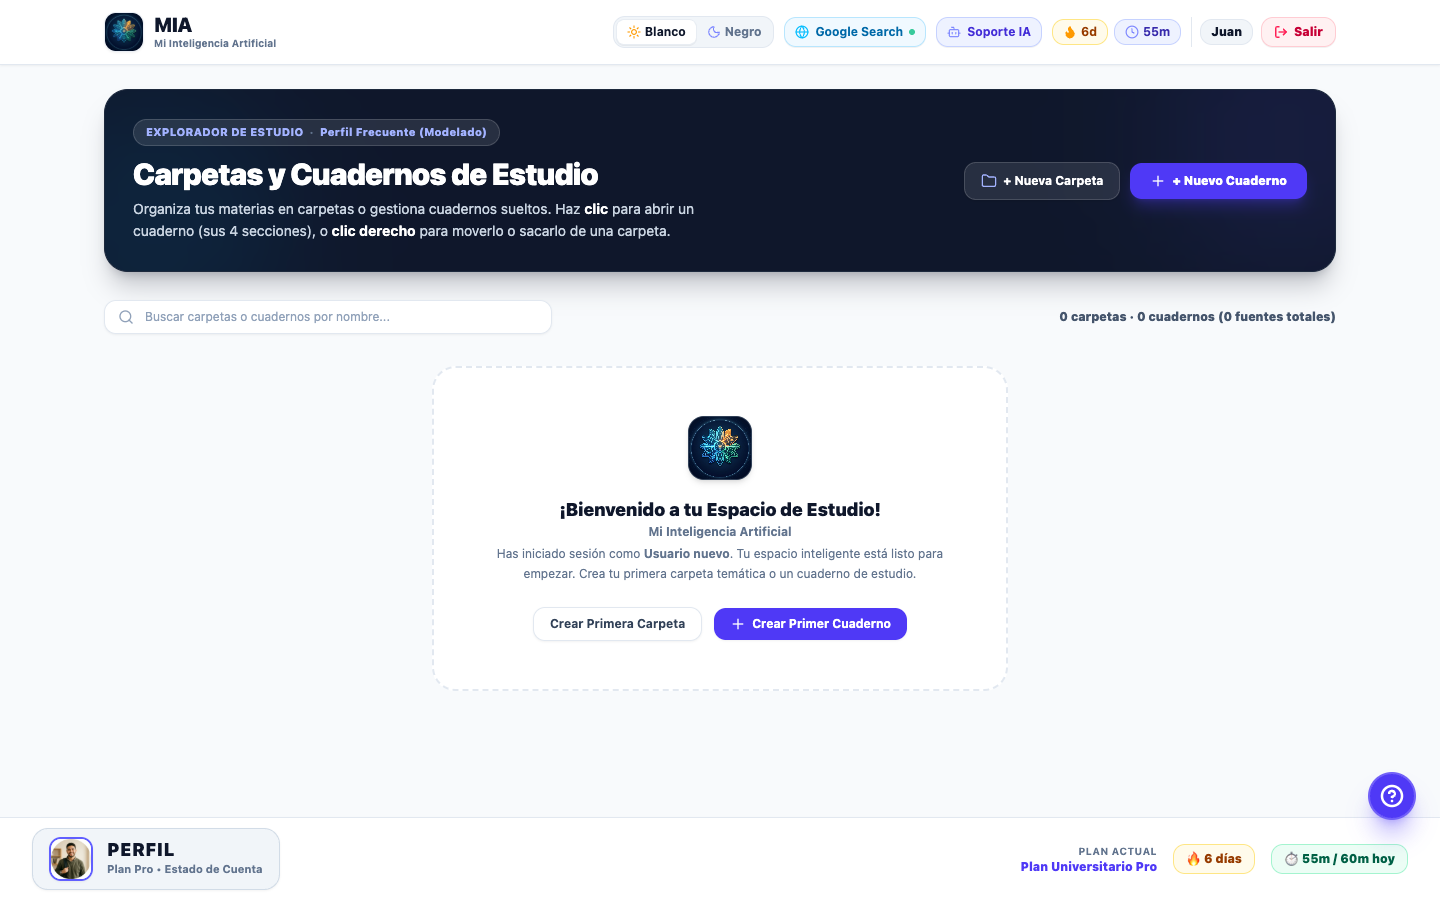 MIA
Mi Inteligencia Artificial
Blanco
Negro
Google Search
Soporte IA
6d
55m
Juan
Salir
EXPLORADOR DE ESTUDIO · Perfil Frecuente (Modelado)
Carpetas y Cuadernos de Estudio
Organiza tus materias en carpetas o gestiona cuadernos sueltos. Haz clic para abrir un
cuaderno (sus 4 secciones), o clic derecho para moverlo o sacarlo de una carpeta.
+ Nueva Carpeta
+ Nuevo Cuaderno
Buscar carpetas o cuadernos por nombre...
0 carpetas · 0 cuadernos (0 fuentes totales)
¡Bienvenido a tu Espacio de Estudio!
Mi Inteligencia Artificial
Has iniciado sesión como Usuario nuevo. Tu espacio inteligente está listo para
empezar. Crea tu primera carpeta temática o un cuaderno de estudio.
Crear Primera Carpeta
Crear Primer Cuaderno
PERFIL
Plan Pro • Estado de Cuenta
PLAN ACTUAL
Plan Universitario Pro
6 días
55m / 60m hoy